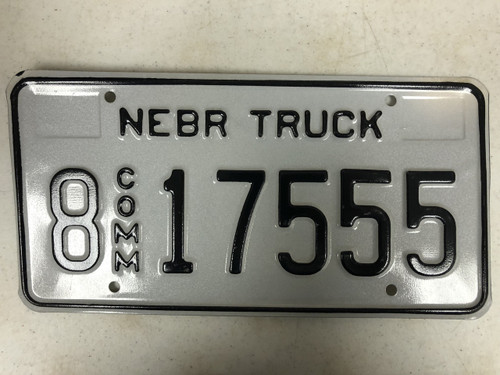 NEBR TRUCK
8 COMM 17555